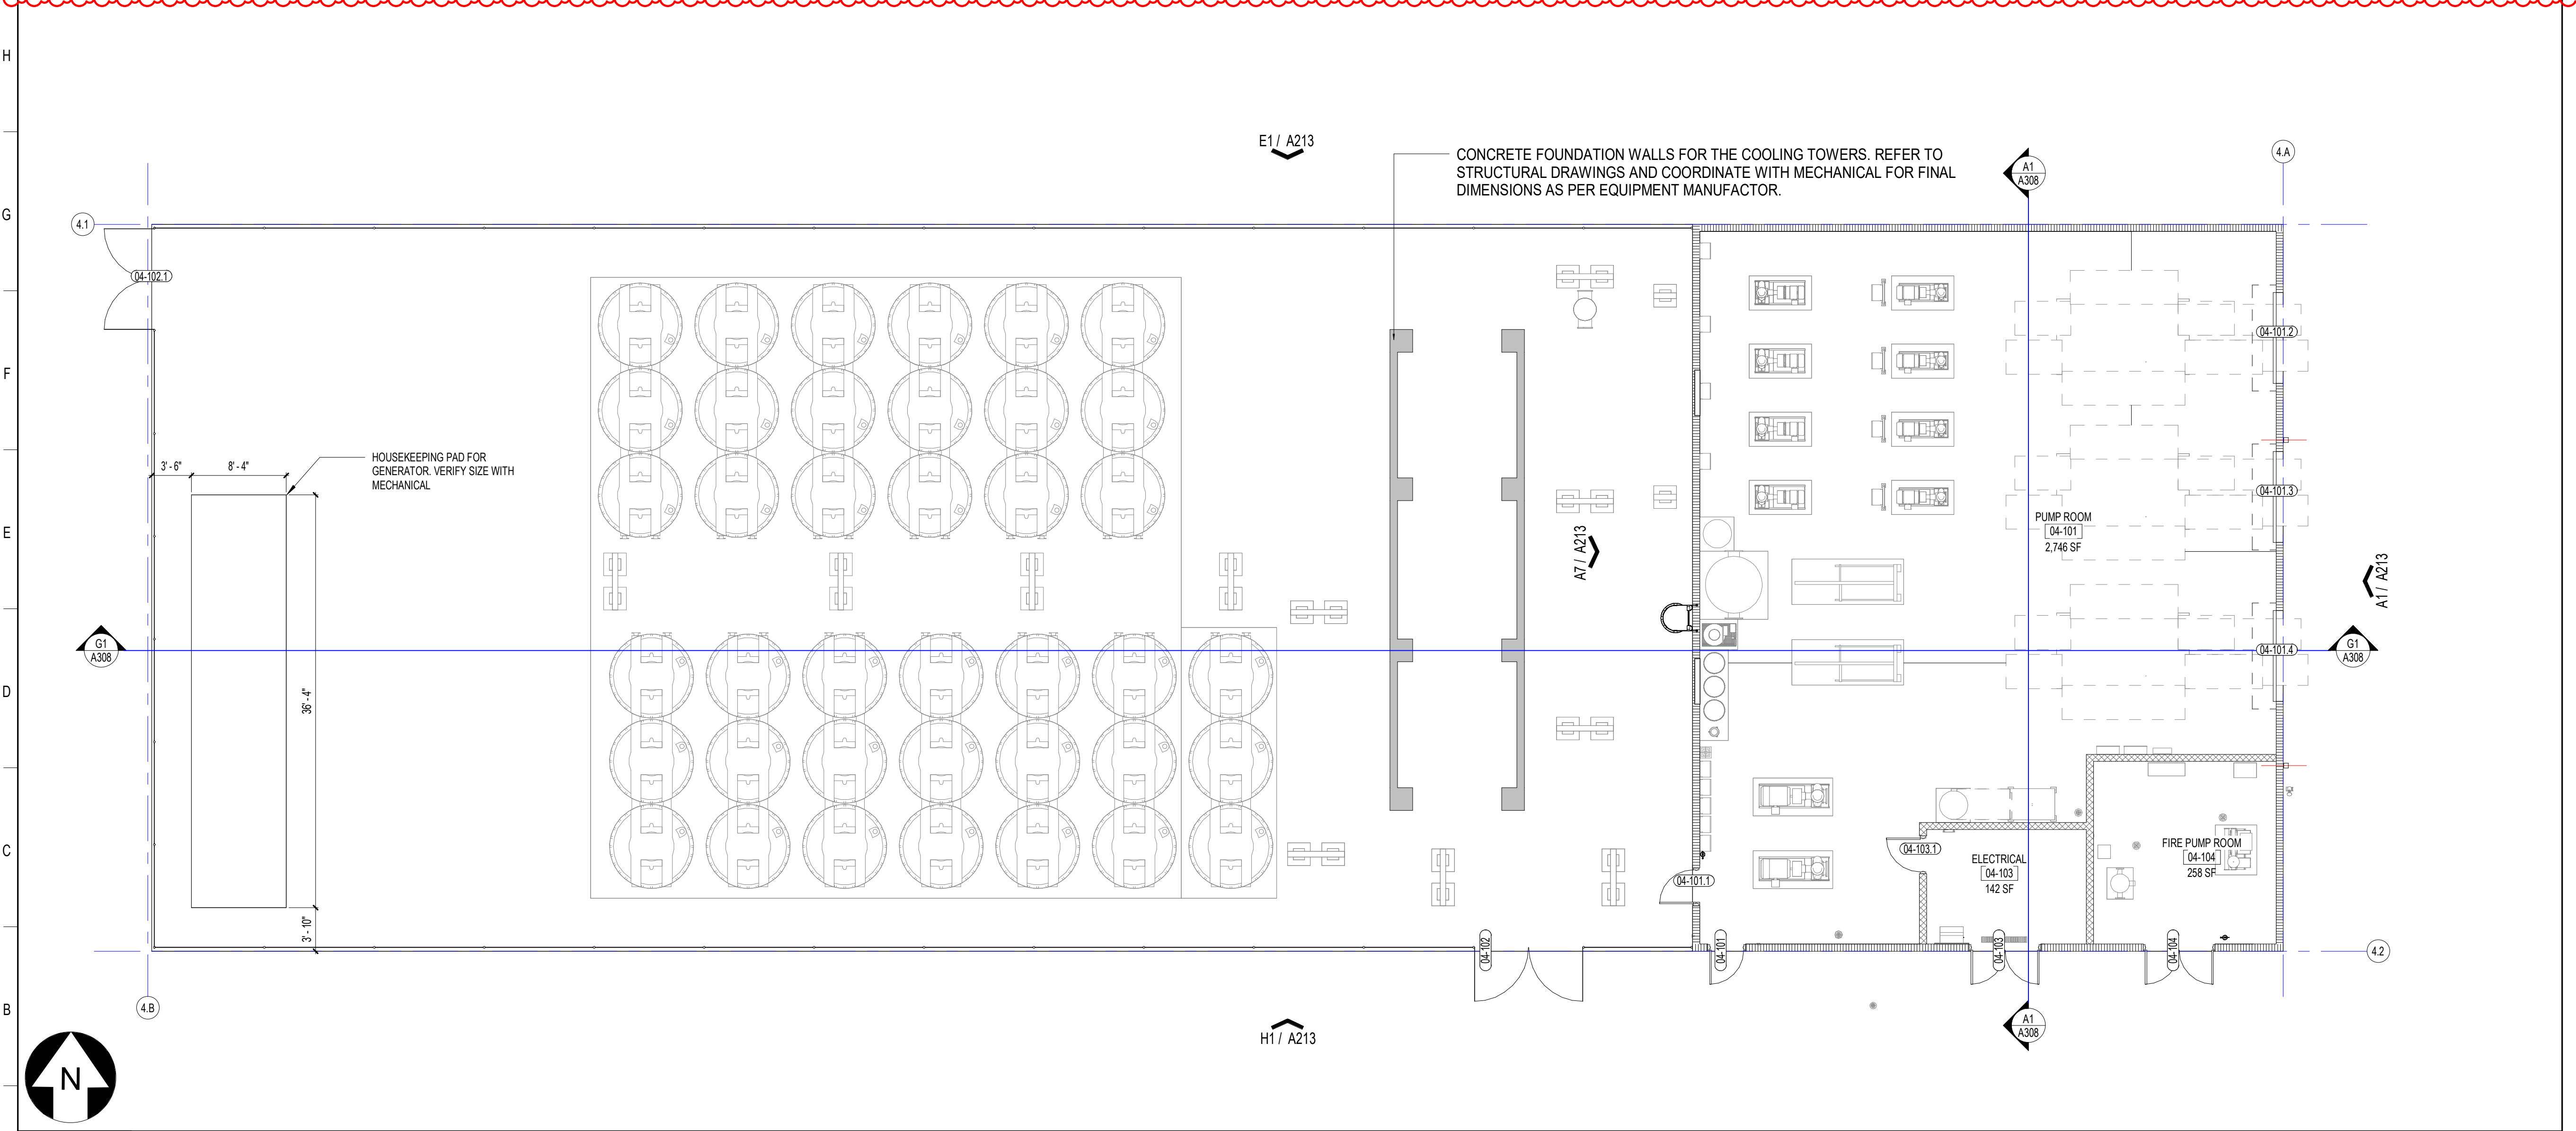 H
G
F
E
D
C
B
E1 / A213
CONCRETE FOUNDATION WALLS FOR THE COOLING TOWERS. REFER TO
STRUCTURAL DRAWINGS AND COORDINATE WITH MECHANICAL FOR FINAL
DIMENSIONS AS PER EQUIPMENT MANUFACTOR.
A1
A308
4.A
4.1
04-102.1
04-101.2
3' - 6"
8' - 4"
HOUSEKEEPING PAD FOR
GENERATOR. VERIFY SIZE WITH
MECHANICAL
04-101.3
PUMP ROOM
04-101
2,746 SF
A7 / A213
A1 / A213
G1
A308
04-101.4
G1
A308
36' - 4"
04-103.1
ELECTRICAL
04-103
142 SF
FIRE PUMP ROOM
04-104
258 SF
04-101.1
3' - 10"
04-102
04-101
04-103
04-104
4.2
4.B
A1
A308
H1 / A213
N